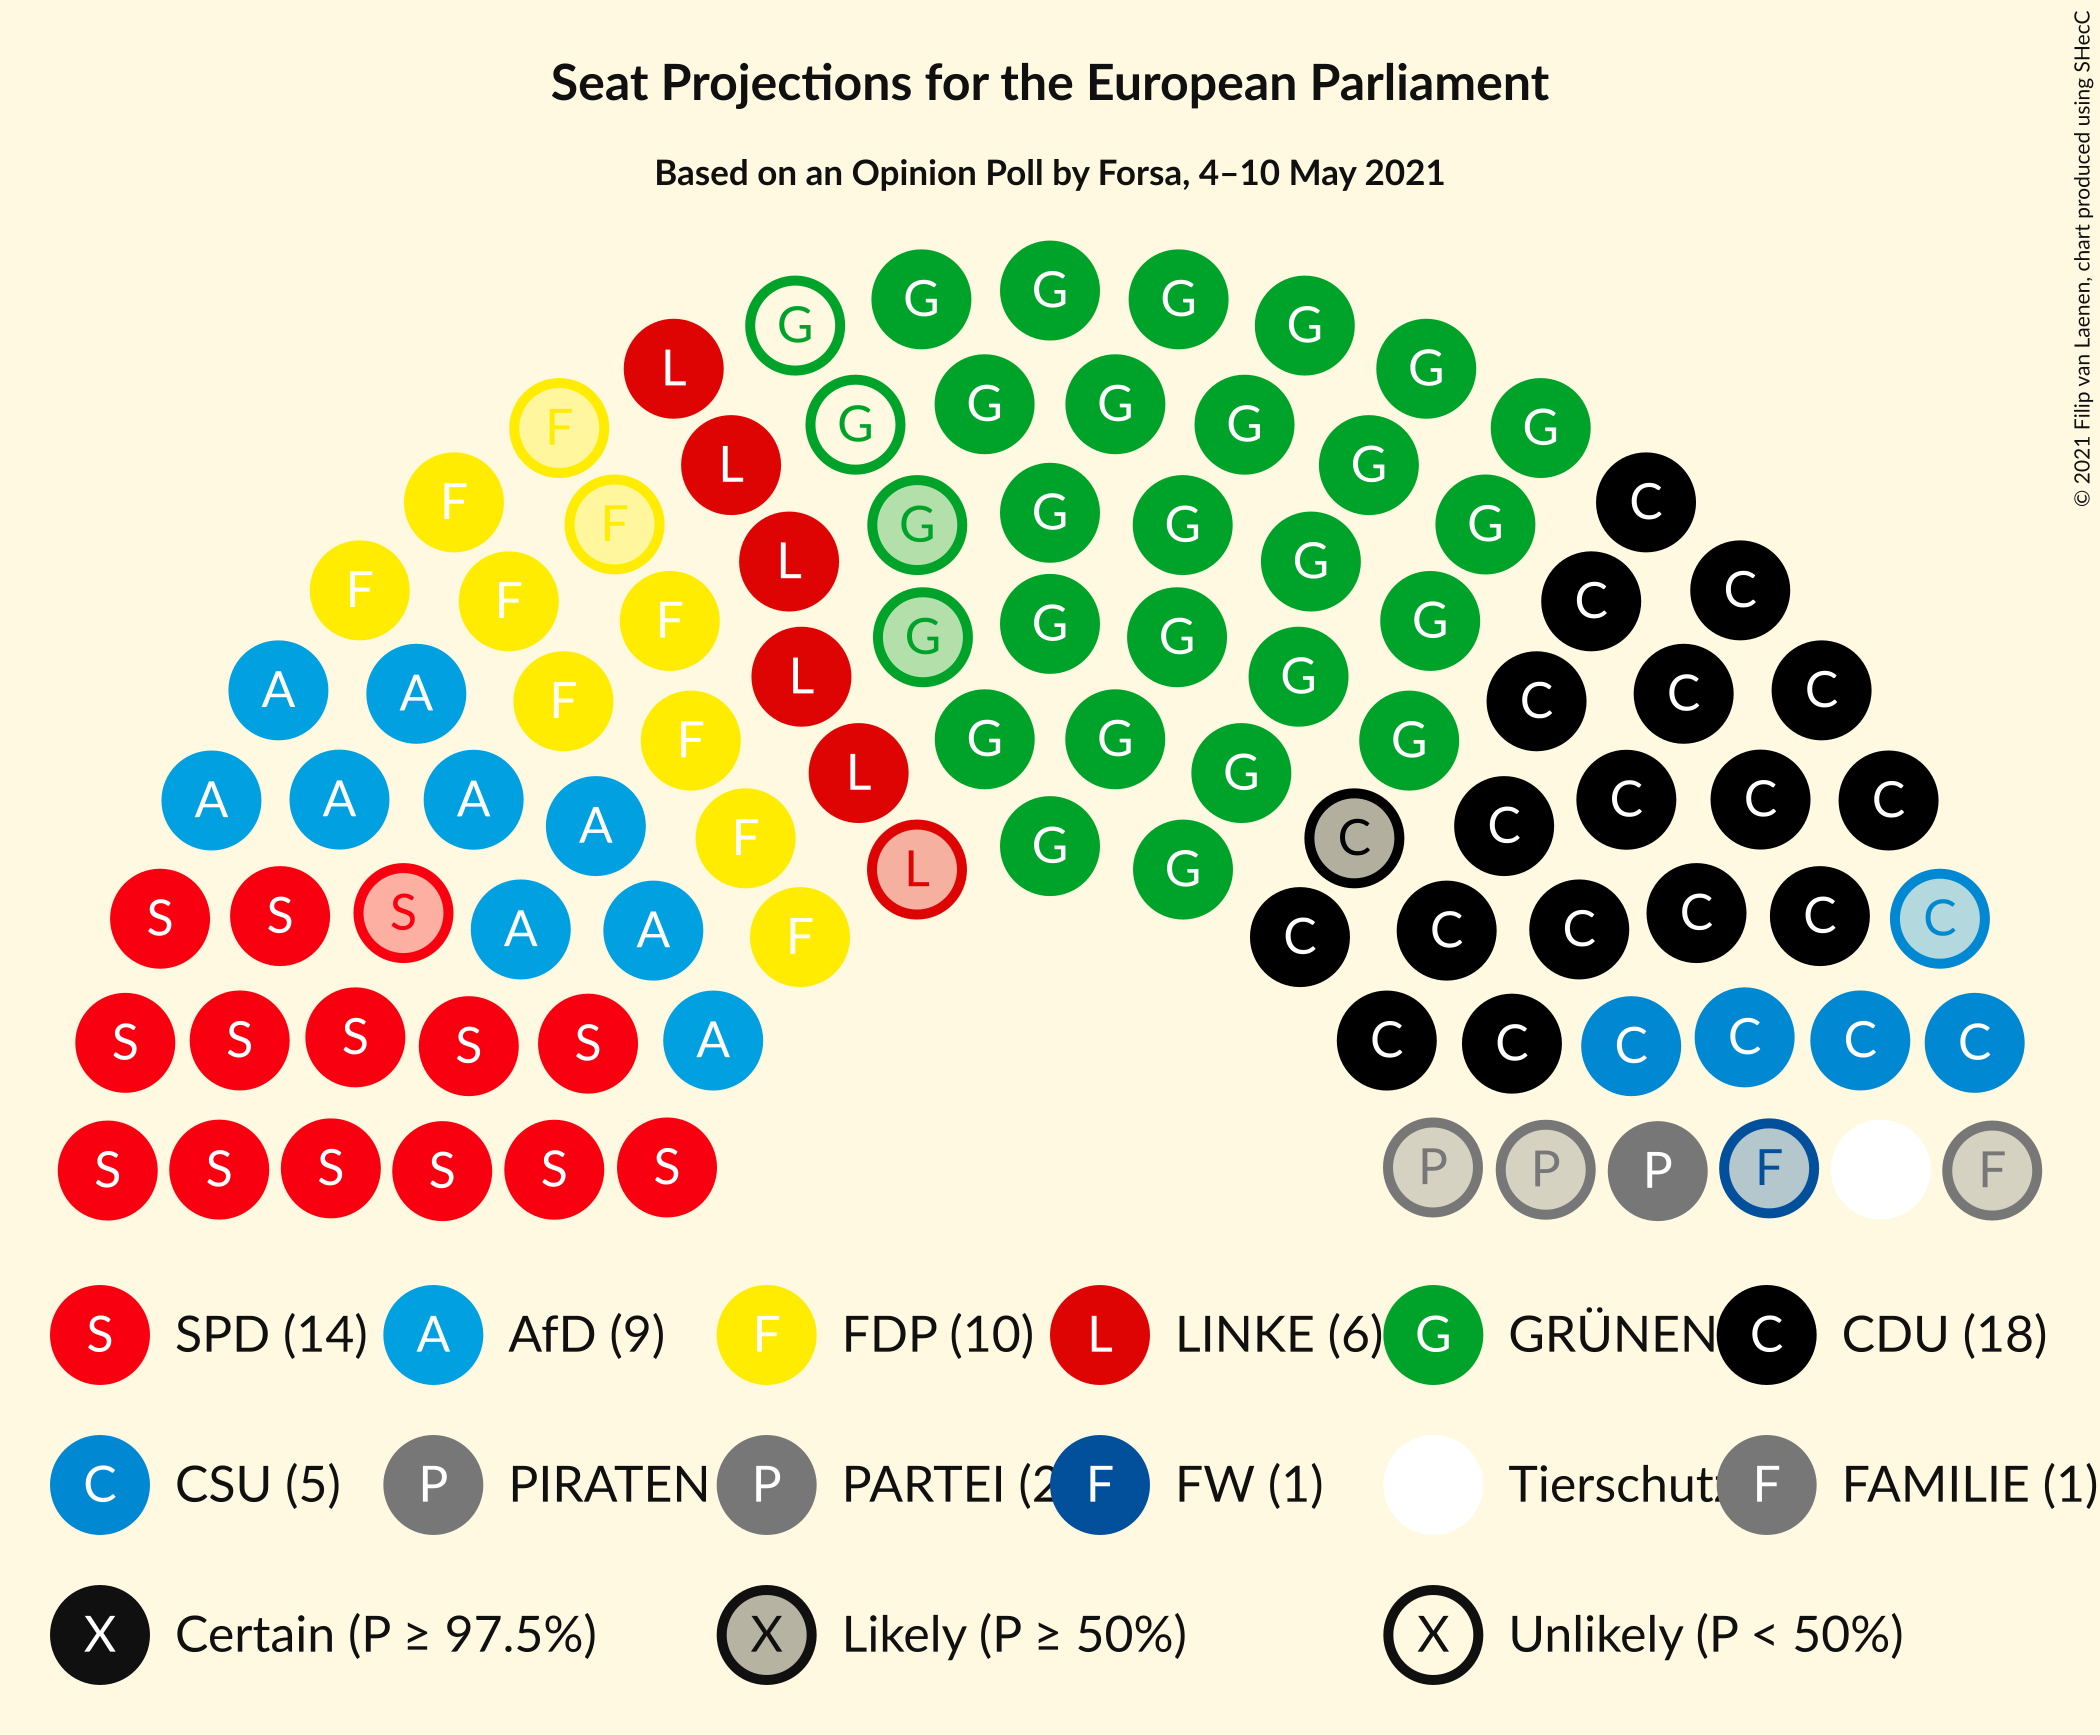 Seat Projections for the European Parliament
Based on an Opinion Poll by Forsa, 4–10 May 2021
© 2021 Filip van Laenen, chart produced using SHecC
G G G G G
L G G
F L G G G G G G
F F L G G G G G C
F F F L G G G G G C C
A A F F L G G G G C C C
A A A A F L G G G C C C C C
S S S A A F G G C C C C C C C
S S S S S A C C C C C C
S S S S S S P P P F F
S SPD (14) A AfD (9) F FDP (10) L LINKE (6) G GRÜNEN C CDU (18)
C CSU (5) P PIRATEN P PARTEI (2 F FW (1) Tierschutz F FAMILIE (1)
X Certain (P ≥ 97.5%) X Likely (P ≥ 50%) X Unlikely (P < 50%)